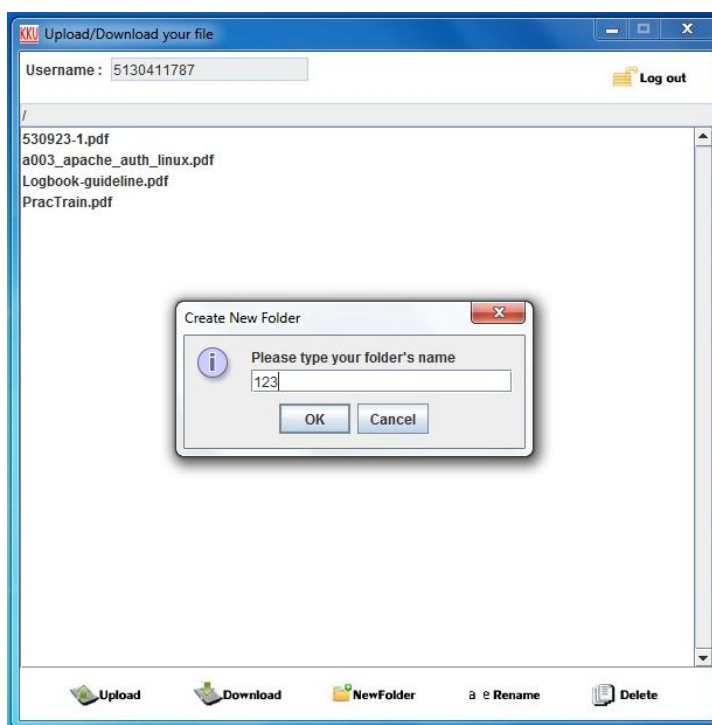 KKU Upload/Download your file
Username : 5130411787
Log out
/
530923-1.pdf
a003_apache_auth_linux.pdf
Logbook-guideline.pdf
PracTrain.pdf
Create New Folder
Please type your folder's name
123
OK Cancel
Upload Download NewFolder a e Rename Delete